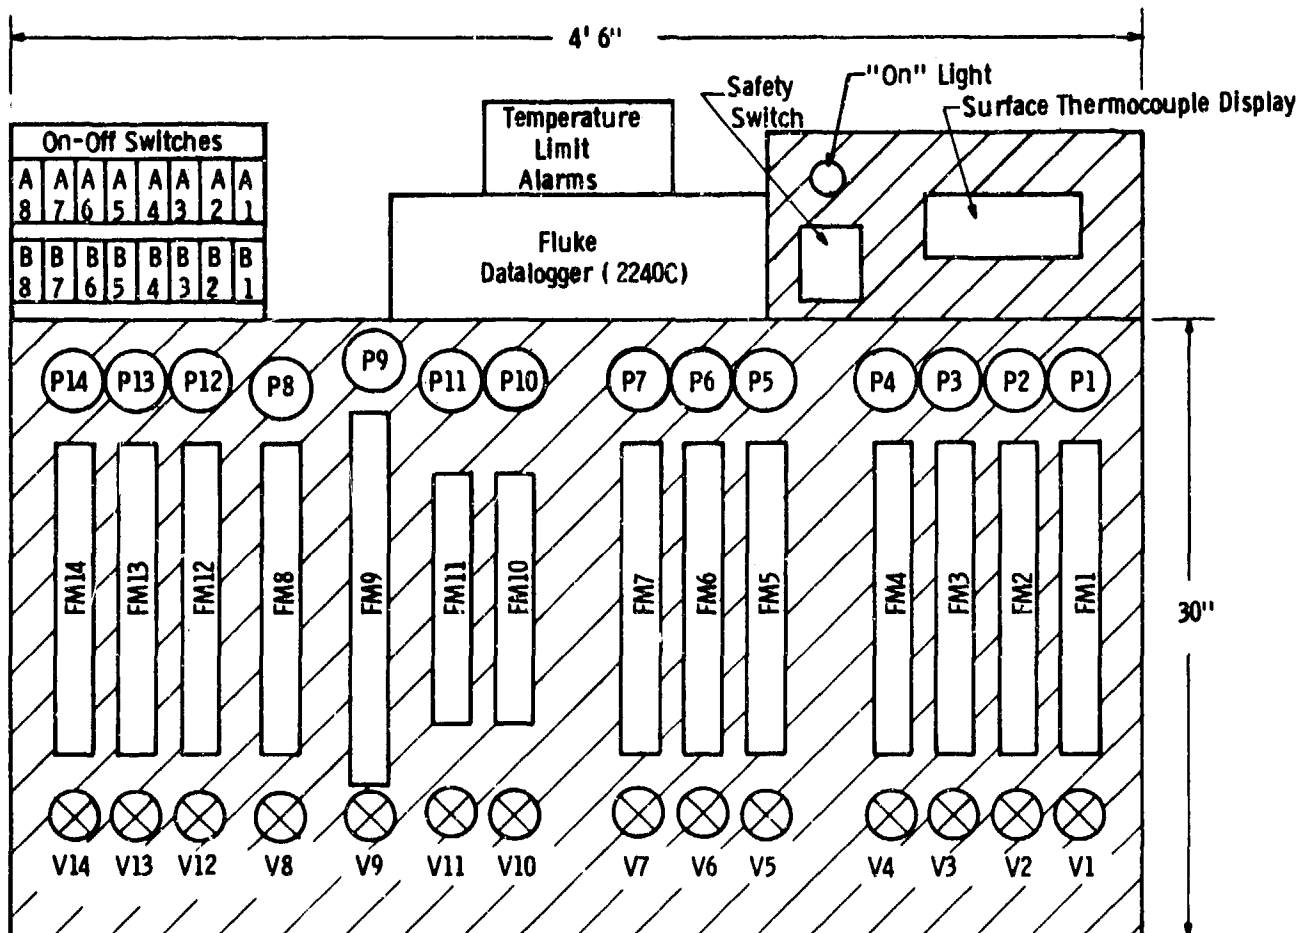 4' 6"
"On" Light
Safety
Switch
Surface Thermocouple Display
Temperature
Limit
Alarms
On-Off Switches
A A A A A A A A
8 7 6 5 4 3 2 1
B B B B B B B B
8 7 6 5 4 3 2 1
Fluke
Datalogger ( 2240C )
P14 P13 P12 P8 P9 P11 P10 P7 P6 P5 P4 P3 P2 P1
FM14 FM13 FM12 FM8 FM9 FM11 FM10 FM7 FM6 FM5 FM4 FM3 FM2 FM1
30"
V14 V13 V12 V8 V9 V11 V10 V7 V6 V5 V4 V3 V2 V1